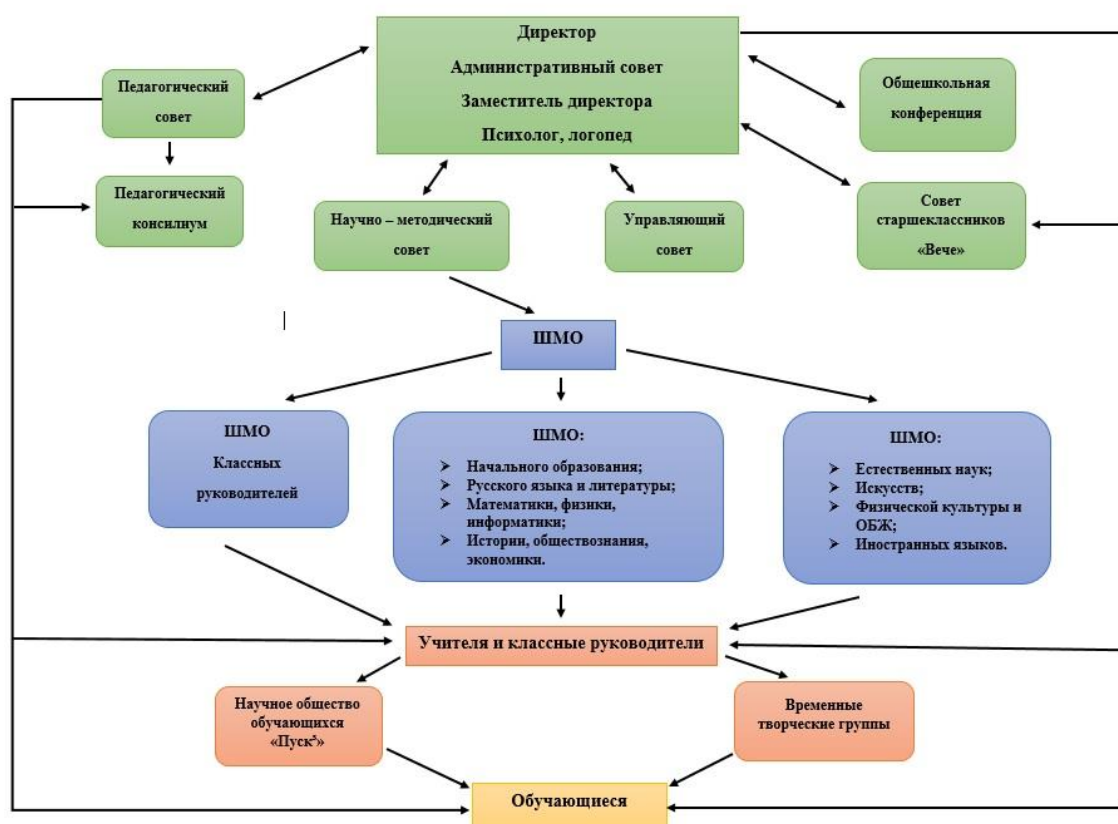 Директор
Административный совет
Заместитель директора
Психолог, логопед
Педагогический
совет
Общешкольная
конференция
Педагогический
консилиум
Научно – методический
совет
Управляющий
совет
Совет
старшеклассников
«Вече»
ШМО
ШМО
Классных
руководителей
ШМО:
➤ Начального образования;
➤ Русского языка и литературы;
➤ Математики, физики,
информатики;
➤ Истории, обществознания,
экономики.
ШМО:
➤ Естественных наук;
➤ Искусств;
➤ Физической культуры и
ОБЖ;
➤ Иностранных языков.
Учителя и классные руководители
Научное общество
обучающихся
«Пуск⁵»
Временные
творческие группы
Обучающиеся